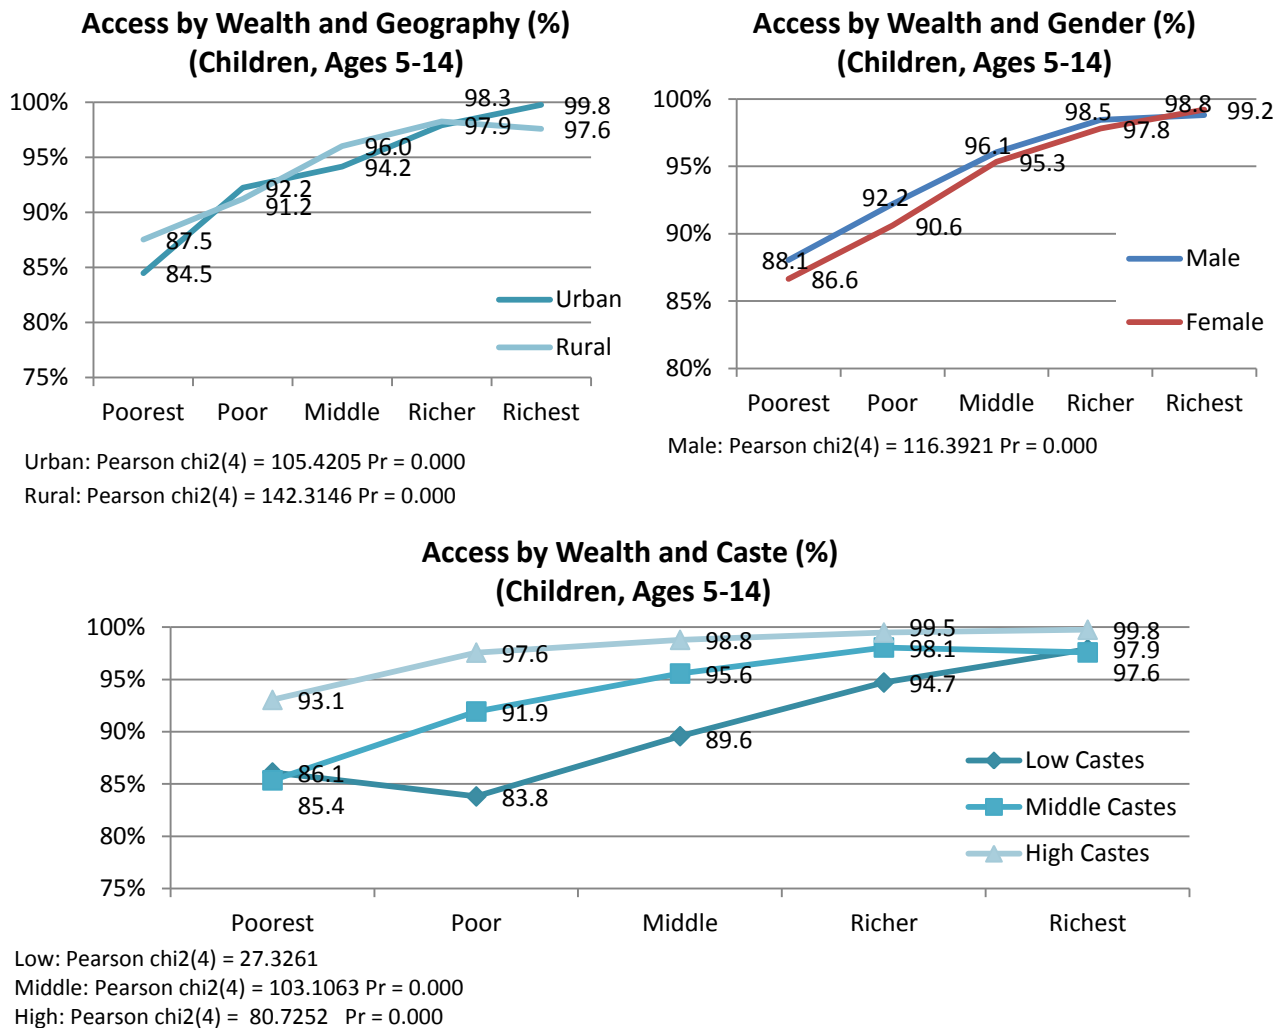 Access by Wealth and Geography (%)
(Children, Ages 5-14)
100%
95%
90%
85%
80%
75%
98.3
99.8
97.9
97.6
96.0
94.2
92.2
91.2
87.5
84.5
Urban
Rural
Poorest Poor Middle Richer Richest
Urban: Pearson chi2(4) = 105.4205 Pr = 0.000
Rural: Pearson chi2(4) = 142.3146 Pr = 0.000
Access by Wealth and Gender (%)
(Children, Ages 5-14)
100%
95%
90%
85%
80%
98.5
98.8
99.2
97.8
96.1
95.3
92.2
90.6
88.1
86.6
Male
Female
Poorest Poor Middle Richer Richest
Male: Pearson chi2(4) = 116.3921 Pr = 0.000
Access by Wealth and Caste (%)
(Children, Ages 5-14)
100%
95%
90%
85%
80%
75%
99.5
99.8
98.8
98.1
97.9
97.6
97.6
95.6
94.7
93.1
91.9
89.6
86.1
85.4
83.8
Low Castes
Middle Castes
High Castes
Poorest Poor Middle Richer Richest
Low: Pearson chi2(4) = 27.3261
Middle: Pearson chi2(4) = 103.1063 Pr = 0.000
High: Pearson chi2(4) = 80.7252 Pr = 0.000